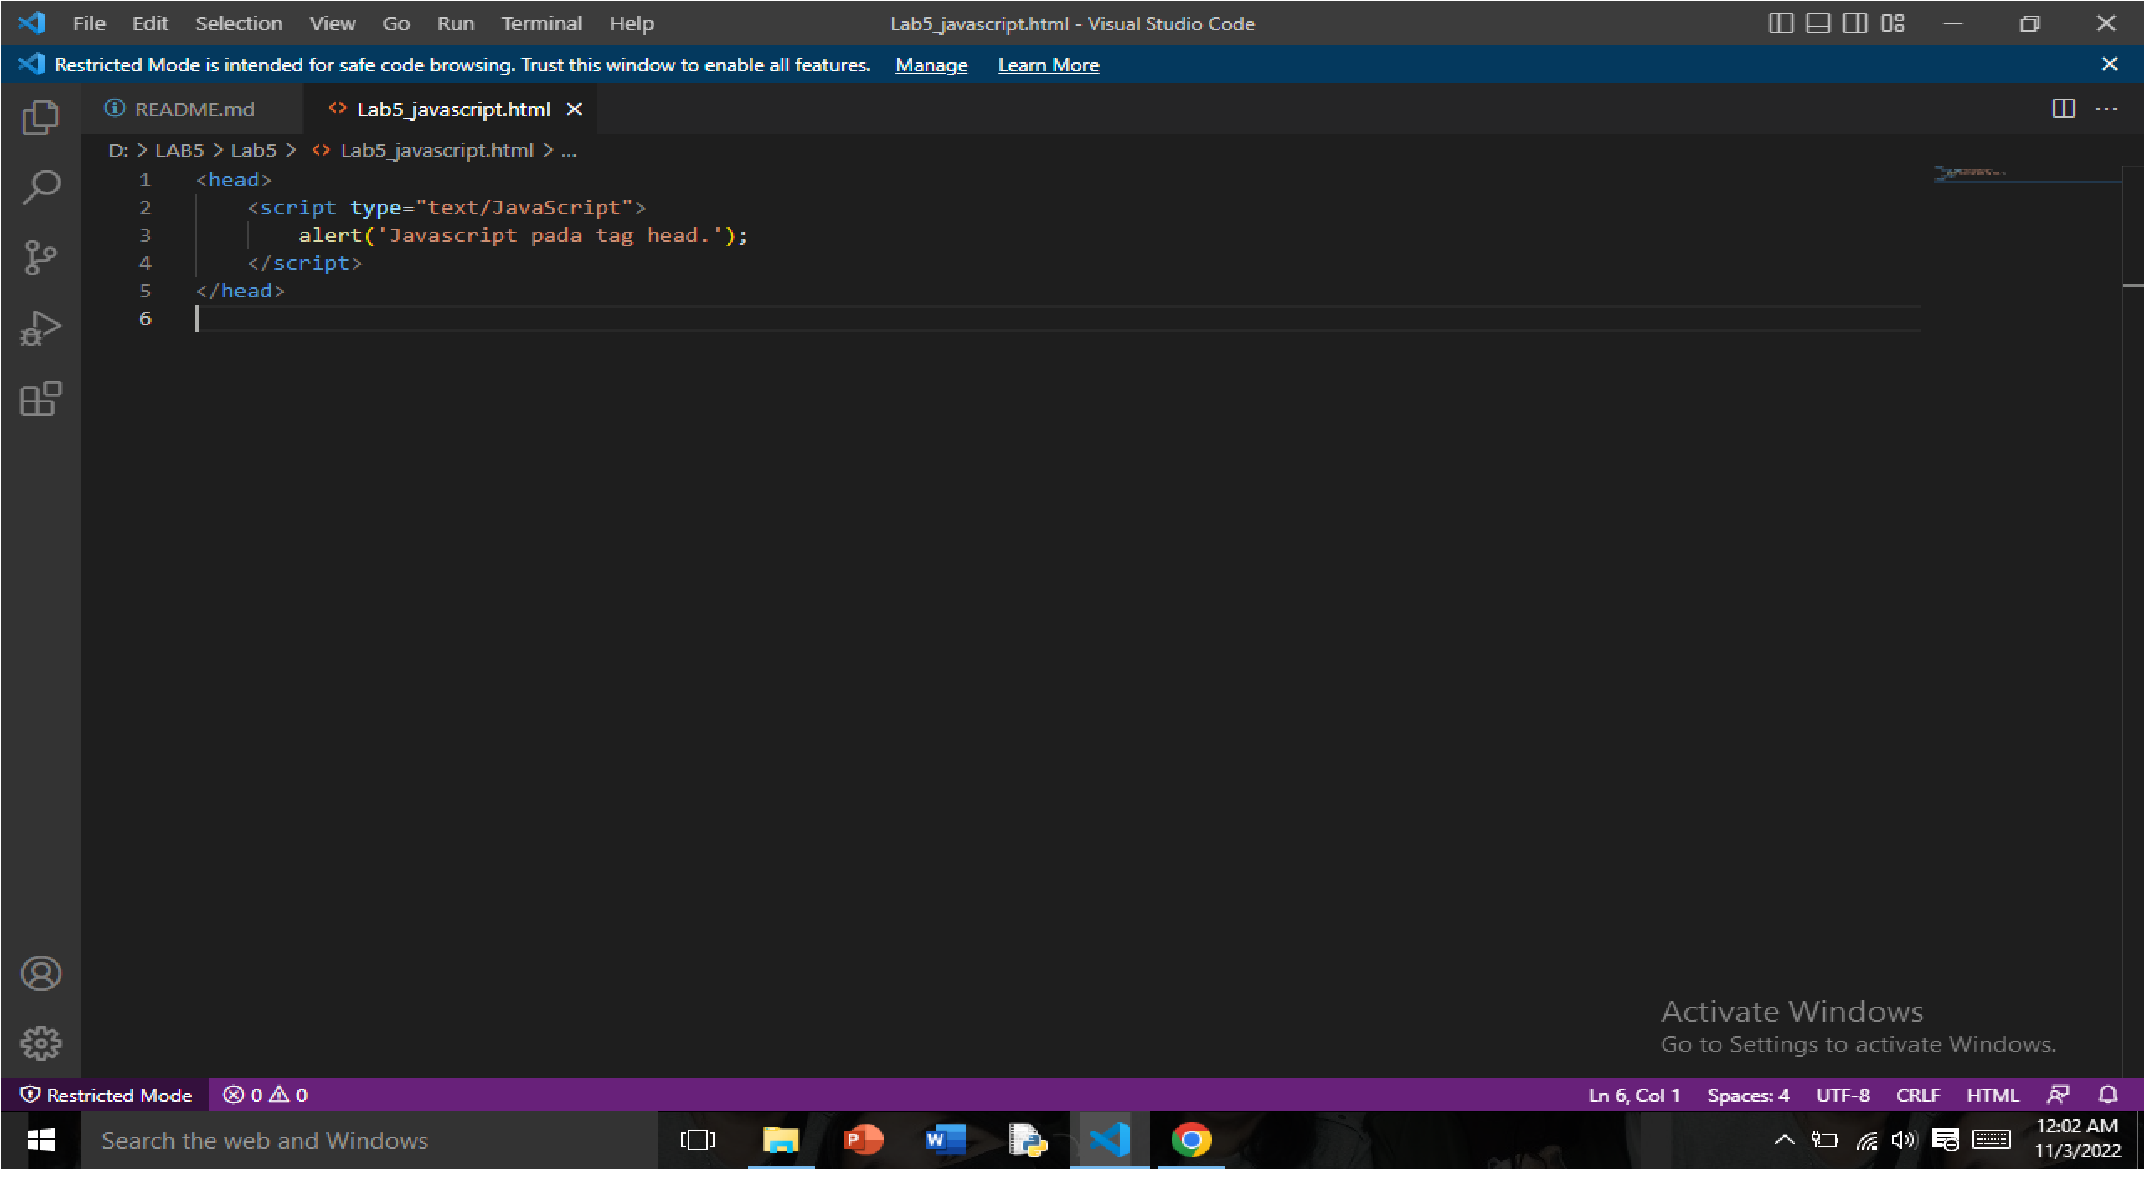 File Edit Selection View Go Run Terminal Help Lab5_javascript.html - Visual Studio Code
Restricted Mode is intended for safe code browsing. Trust this window to enable all features. Manage Learn More
README.md Lab5_javascript.html
D: > LAB5 > Lab5 > Lab5_javascript.html > ...
1 <head>
2 <script type="text/JavaScript">
3 alert('Javascript pada tag head.');
4 </script>
5 </head>
6
Activate Windows
Go to Settings to activate Windows.
Restricted Mode 0 0 Ln 6, Col 1 Spaces: 4 UTF-8 CRLF HTML
Search the web and Windows
12:02 AM
11/3/2022